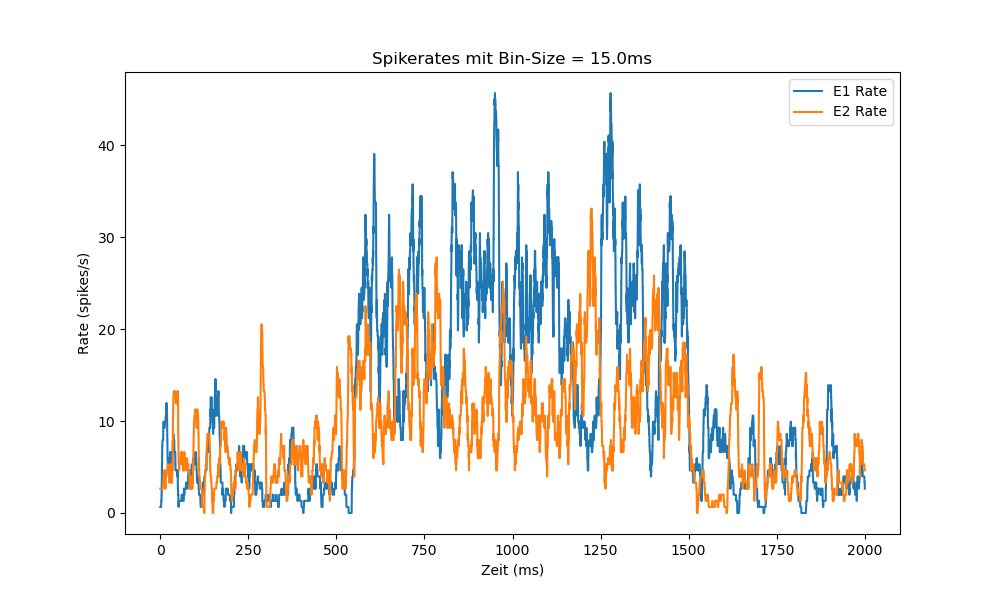 Spikerates mit Bin-Size = 15.0ms
E1 Rate
E2 Rate
40
30
20
10
0
Rate (spikes/s)
0 250 500 750 1000 1250 1500 1750 2000
Zeit (ms)